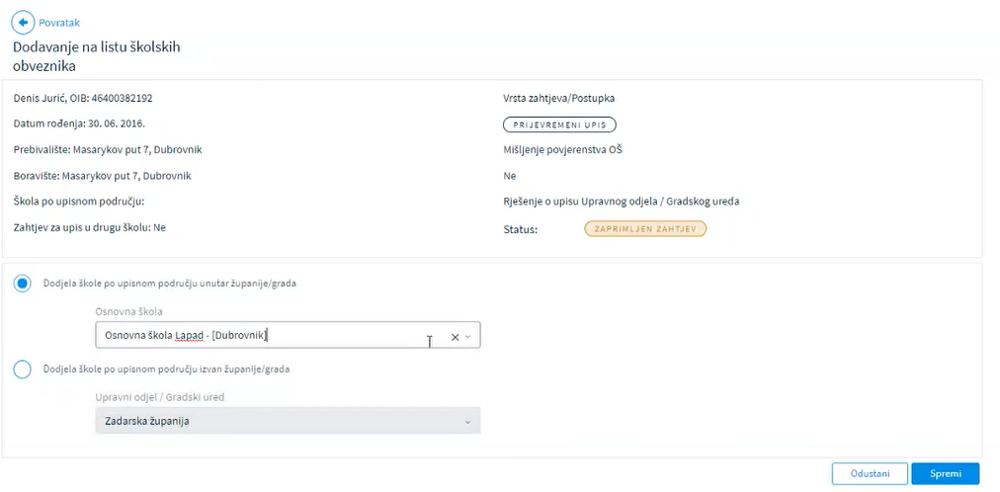 Povratak
Dodavanje na listu školskih
obveznika
Denis Jurić, OIB: 46400382192
Datum rođenja: 30. 06. 2016.
Prebivalište: Masarykov put 7, Dubrovnik
Boravište: Masarykov put 7, Dubrovnik
Škola po upisnom području:
Zahtjev za upis u drugu školu: Ne
Vrsta zahtjeva/Postupka
PRIJEVREMENI UPIS
Mišljenje povjerenstva OŠ
Ne
Rješenje o upisu Upravnog odjela / Gradskog ureda
Status: ZAPRIMLJEN ZAHTJEV
Dodjela škole po upisnom području unutar županije/grada
Osnovna škola
Osnovna škola Lapad - [Dubrovnik]
Dodjela škole po upisnom području izvan županije/grada
Upravni odjel / Gradski ured
Zadarska županija
Odustani
Spremi